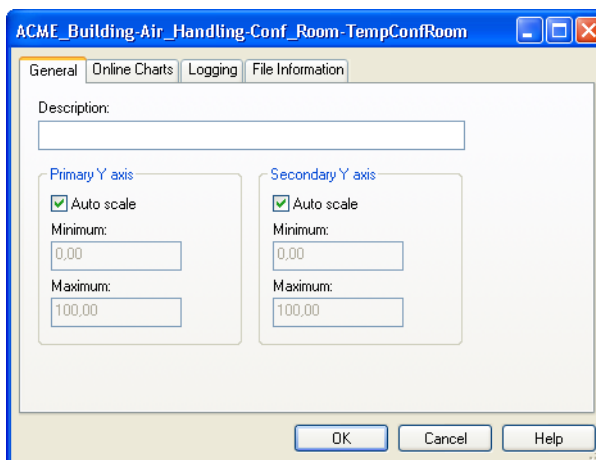 ACME_Building-Air_Handling-Conf_Room-TempConfRoom
General Online Charts Logging File Information
Description:
Primary Y axis Secondary Y axis
Auto scale Auto scale
Minimum: Minimum:
0,00 0,00
Maximum: Maximum:
100,00 100,00
OK Cancel Help